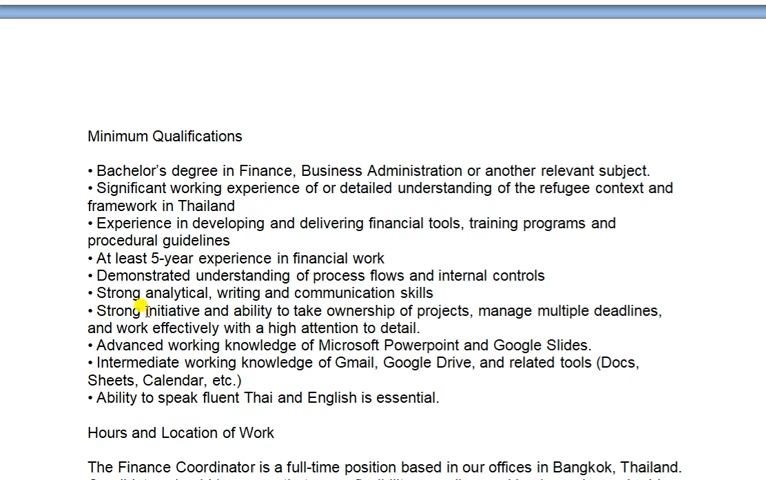 Minimum Qualifications
• Bachelor's degree in Finance, Business Administration or another relevant subject.
• Significant working experience of or detailed understanding of the refugee context and
framework in Thailand
• Experience in developing and delivering financial tools, training programs and
procedural guidelines
• At least 5-year experience in financial work
• Demonstrated understanding of process flows and internal controls
• Strong analytical, writing and communication skills
• Strong initiative and ability to take ownership of projects, manage multiple deadlines,
and work effectively with a high attention to detail.
• Advanced working knowledge of Microsoft Powerpoint and Google Slides.
• Intermediate working knowledge of Gmail, Google Drive, and related tools (Docs,
Sheets, Calendar, etc.)
• Ability to speak fluent Thai and English is essential.
Hours and Location of Work
The Finance Coordinator is a full-time position based in our offices in Bangkok, Thailand.